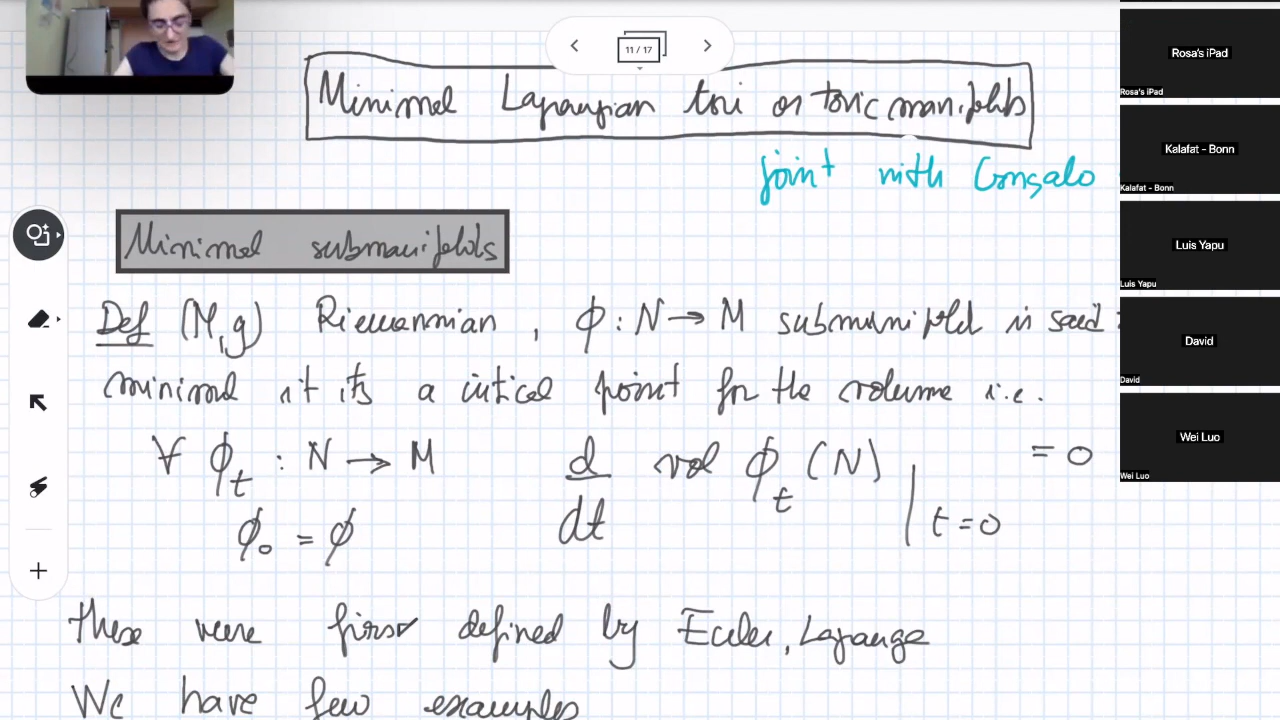 11 / 17
Minimal Lagrangian tori on toric manifolds
joint with Gonçalo
Minimal submanifolds
Def (M,g) Riemannian, ϕ : N → M submanifold is said
minimal if its a critical point for the volume i.e.
∀ ϕ_t : N → M d/dt vol ϕ_t (N) |_{t=0} = 0
ϕ_0 = ϕ
these were first defined by Euler, Lagrange
We have few examples
Rosa's iPad
Rosa's iPad
Kalafat - Bonn
Kalafat - Bonn
Luis Yapu
Luis Yapu
David
David
Wei Luo
Wei Luo